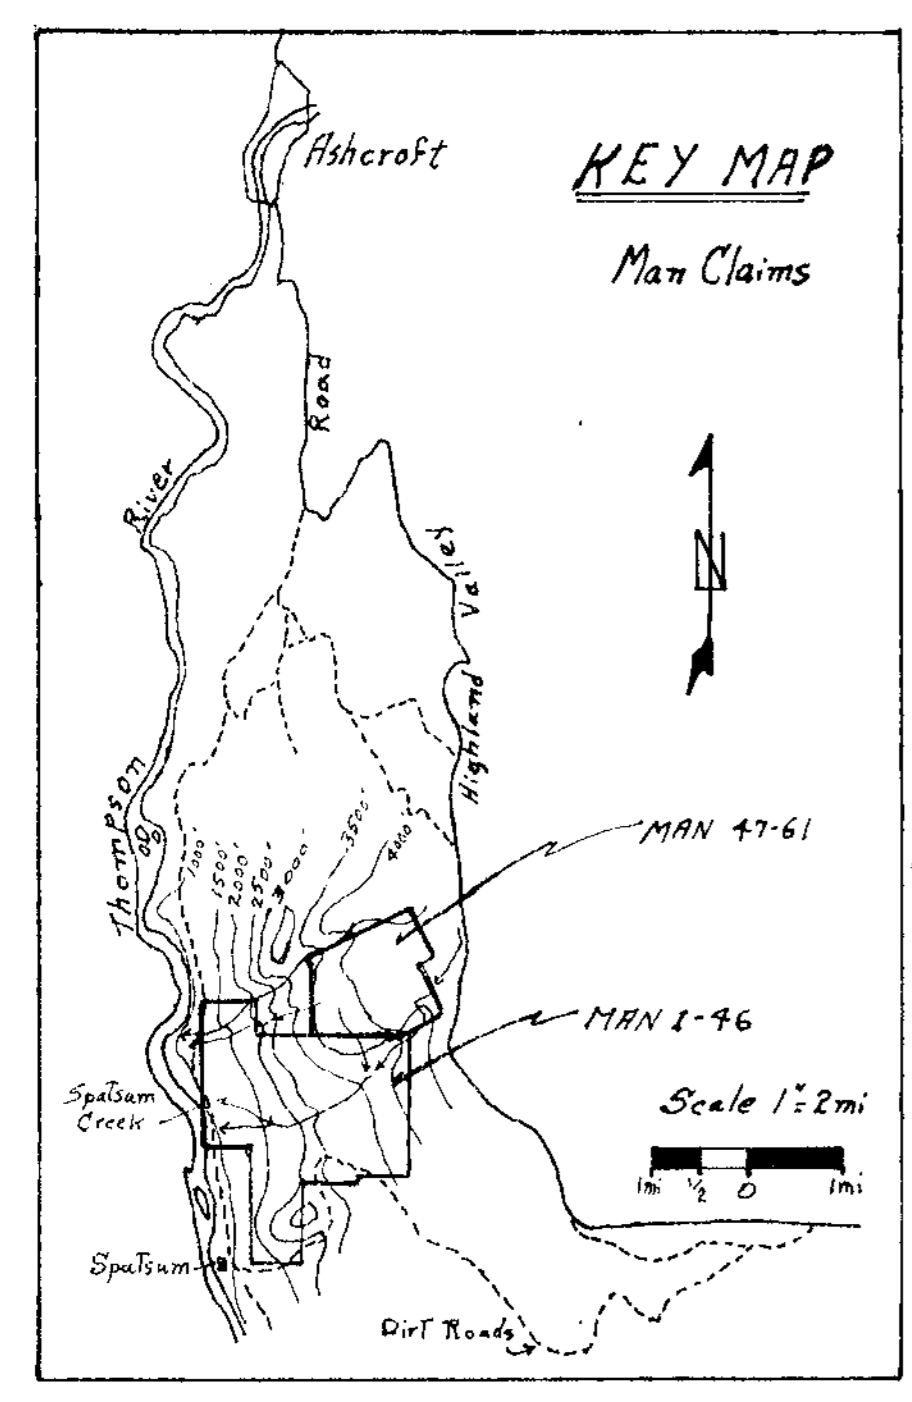 Ashcroft
KEY MAP
Man Claims
Road
River
Valley
Highland
N
Thompson
1000'
1500'
2000'
2500'
3000'
3500'
4000'
MAN 47-61
MAN 1-46
Spatsum
Creek
Scale 1"=2mi
1mi 1/2 0 1mi
Spatsum
Dirt Roads